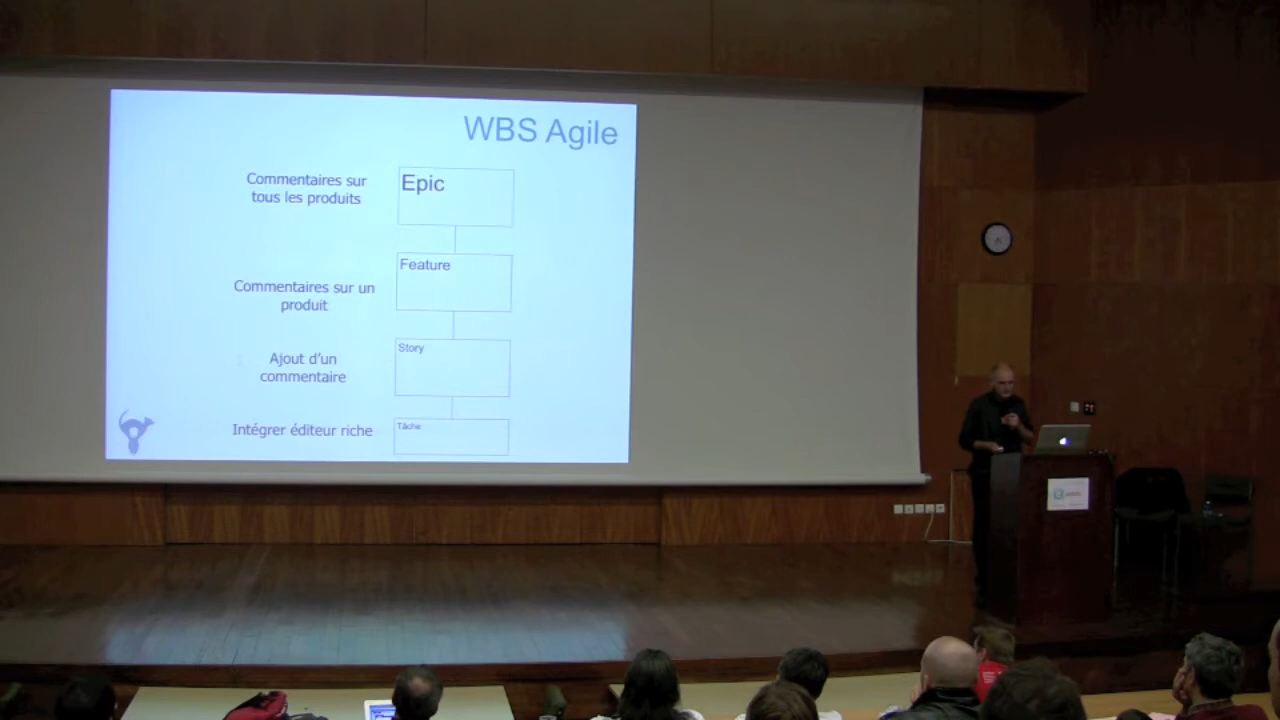 WBS Agile
Commentaires sur
tous les produits
Epic
Commentaires sur un
produit
Feature
Ajout d'un
commentaire
Story
Intégrer éditeur riche
Tâche